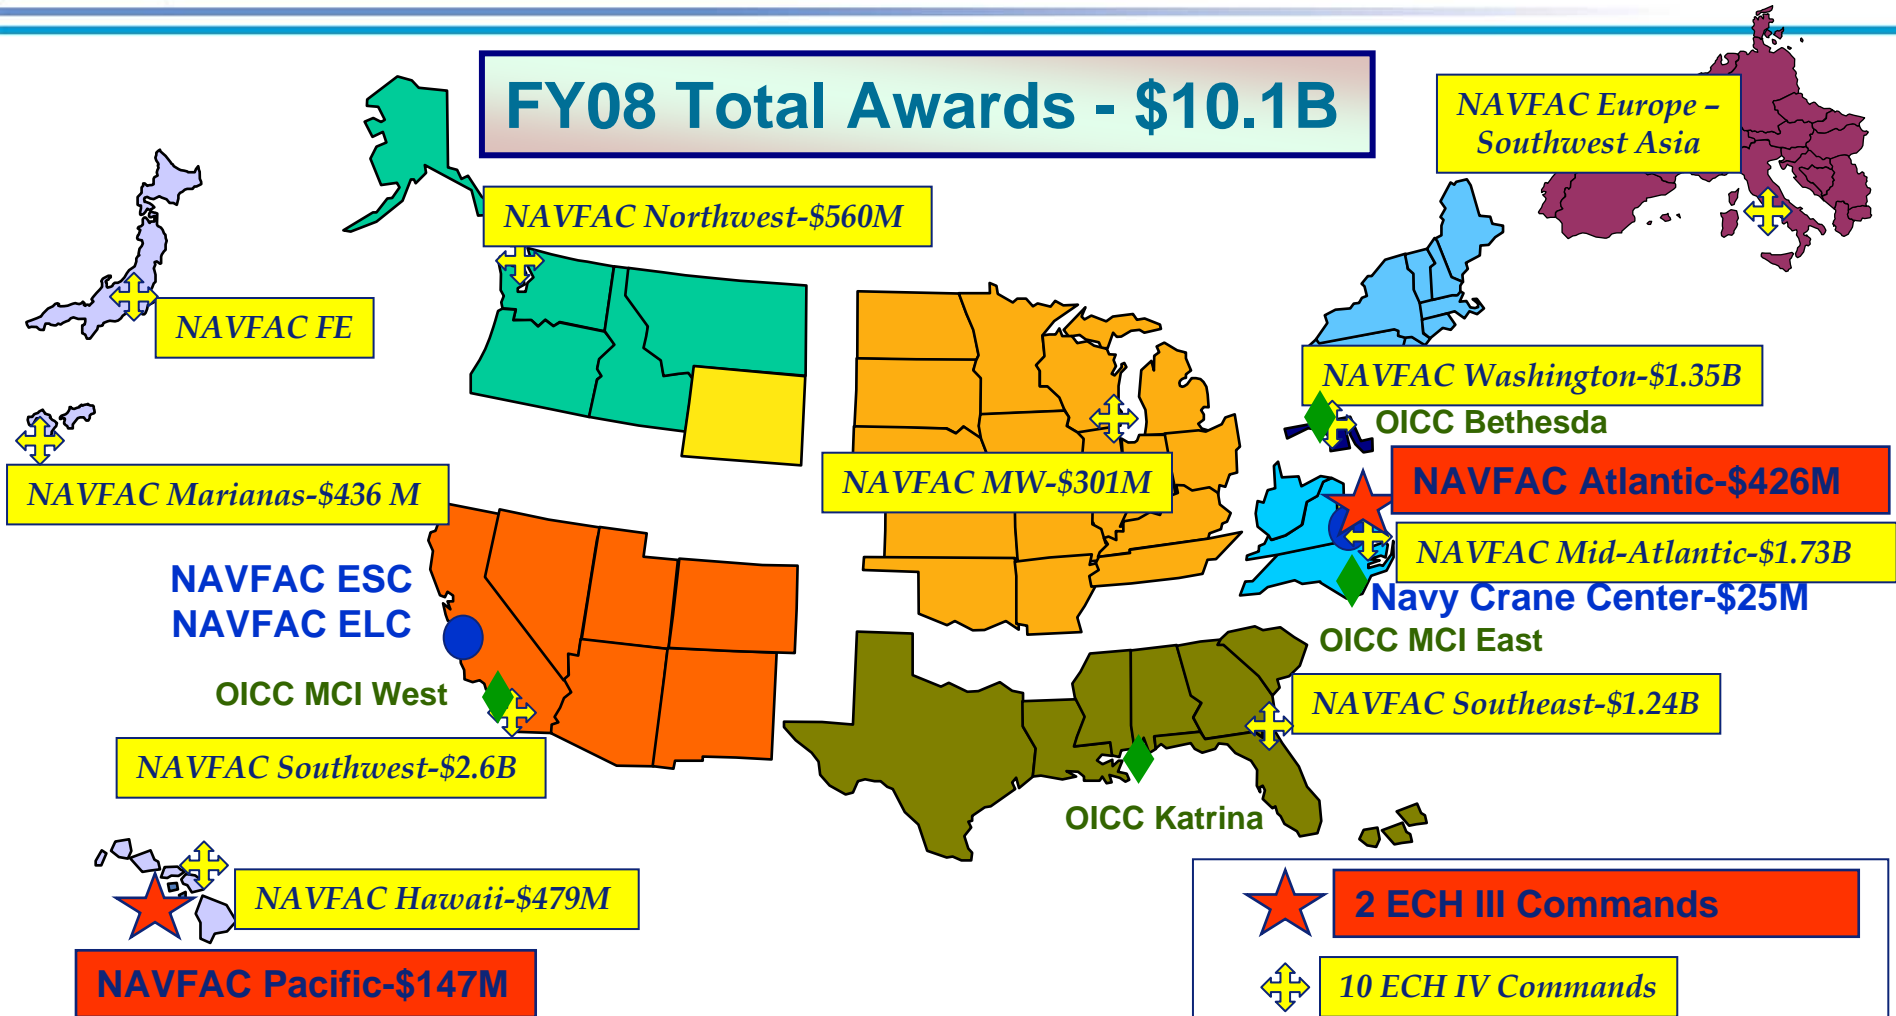 FY08 Total Awards - $10.1B
NAVFAC Europe –
Southwest Asia
NAVFAC Northwest-$560M
NAVFAC FE
NAVFAC Washington-$1.35B
OICC Bethesda
NAVFAC Marianas-$436 M
NAVFAC MW-$301M
NAVFAC Atlantic-$426M
NAVFAC Mid-Atlantic-$1.73B
NAVFAC ESC
NAVFAC ELC
Navy Crane Center-$25M
OICC MCI East
OICC MCI West
NAVFAC Southeast-$1.24B
NAVFAC Southwest-$2.6B
OICC Katrina
NAVFAC Hawaii-$479M
2 ECH III Commands
NAVFAC Pacific-$147M
10 ECH IV Commands